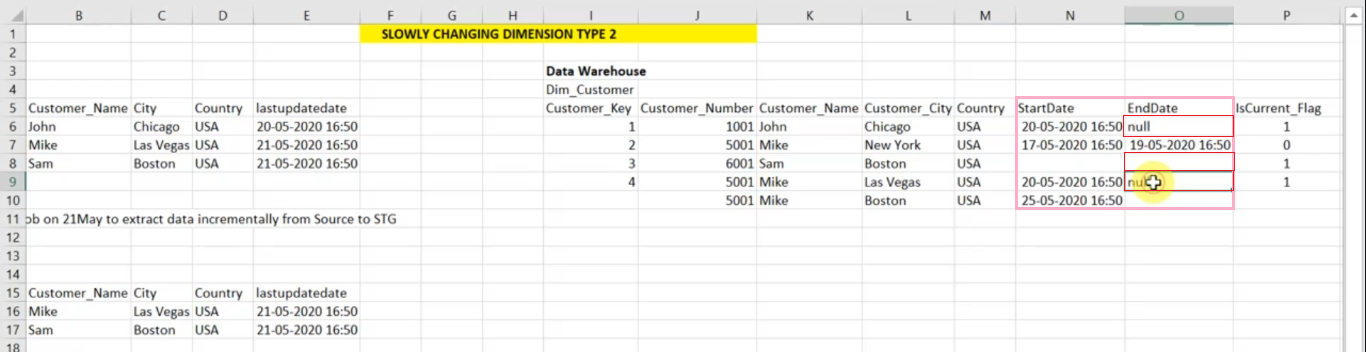 B C D E F G H I J K L M N O P
1 SLOWLY CHANGING DIMENSION TYPE 2
2
3 Data Warehouse
4 Dim_Customer
5 Customer_Name City Country lastupdatedate Customer_Key Customer_Number Customer_Name Customer_City Country StartDate EndDate IsCurrent_Flag
6 John Chicago USA 20-05-2020 16:50 1 1001 John Chicago USA 20-05-2020 16:50 null 1
7 Mike Las Vegas USA 21-05-2020 16:50 2 5001 Mike New York USA 17-05-2020 16:50 19-05-2020 16:50 0
8 Sam Boston USA 21-05-2020 16:50 3 6001 Sam Boston USA 1
9 4 5001 Mike Las Vegas USA 20-05-2020 16:50 1
10 5001 Mike Boston USA 25-05-2020 16:50
11 ob on 21May to extract data incrementally from Source to STG
12
13
14
15 Customer_Name City Country lastupdatedate
16 Mike Las Vegas USA 21-05-2020 16:50
17 Sam Boston USA 21-05-2020 16:50
18